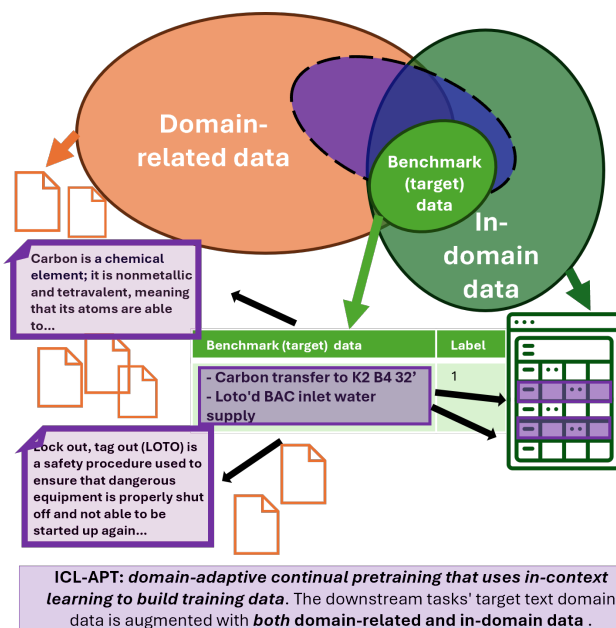 Domain-
related data
Benchmark
(target)
data
In-
domain
data
Carbon is a chemical
element; it is nonmetallic
and tetravalent, meaning
that its atoms are able
to...
Benchmark (target) data
Label
- Carbon transfer to K2 B4 32’
- Loto'd BAC inlet water
supply
1
Lock out, tag out (LOTO) is
a safety procedure used to
ensure that dangerous
equipment is properly shut
off and not able to be
started up again...
ICL-APT: domain-adaptive continual pretraining that uses in-context
learning to build training data. The downstream tasks' target text domain
data is augmented with both domain-related and in-domain data .